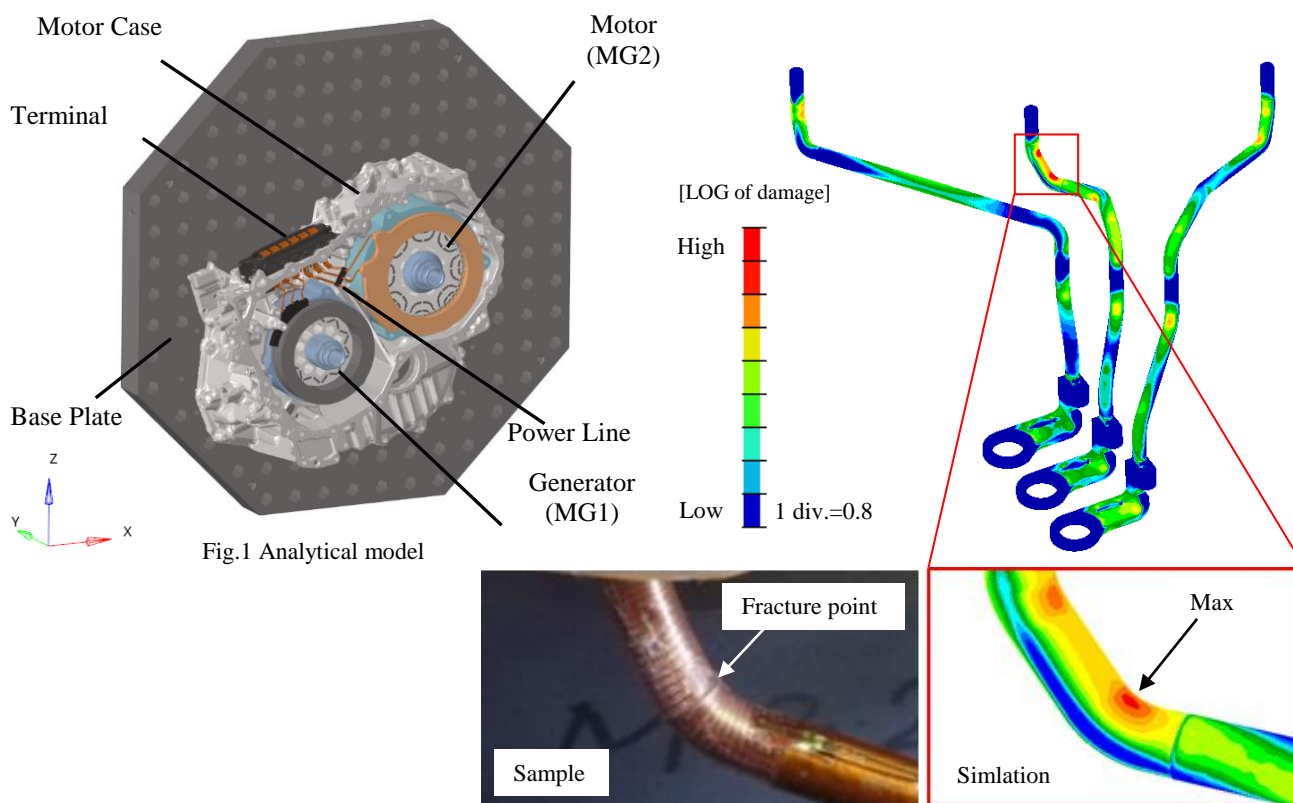 Motor Case
Motor
(MG2)
Terminal
Base Plate
Power Line
Generator
(MG1)
Z
Y
X
Fig.1 Analytical model
[LOG of damage]
High
Low
1 div.=0.8
Fracture point
Sample
Max
Simlation